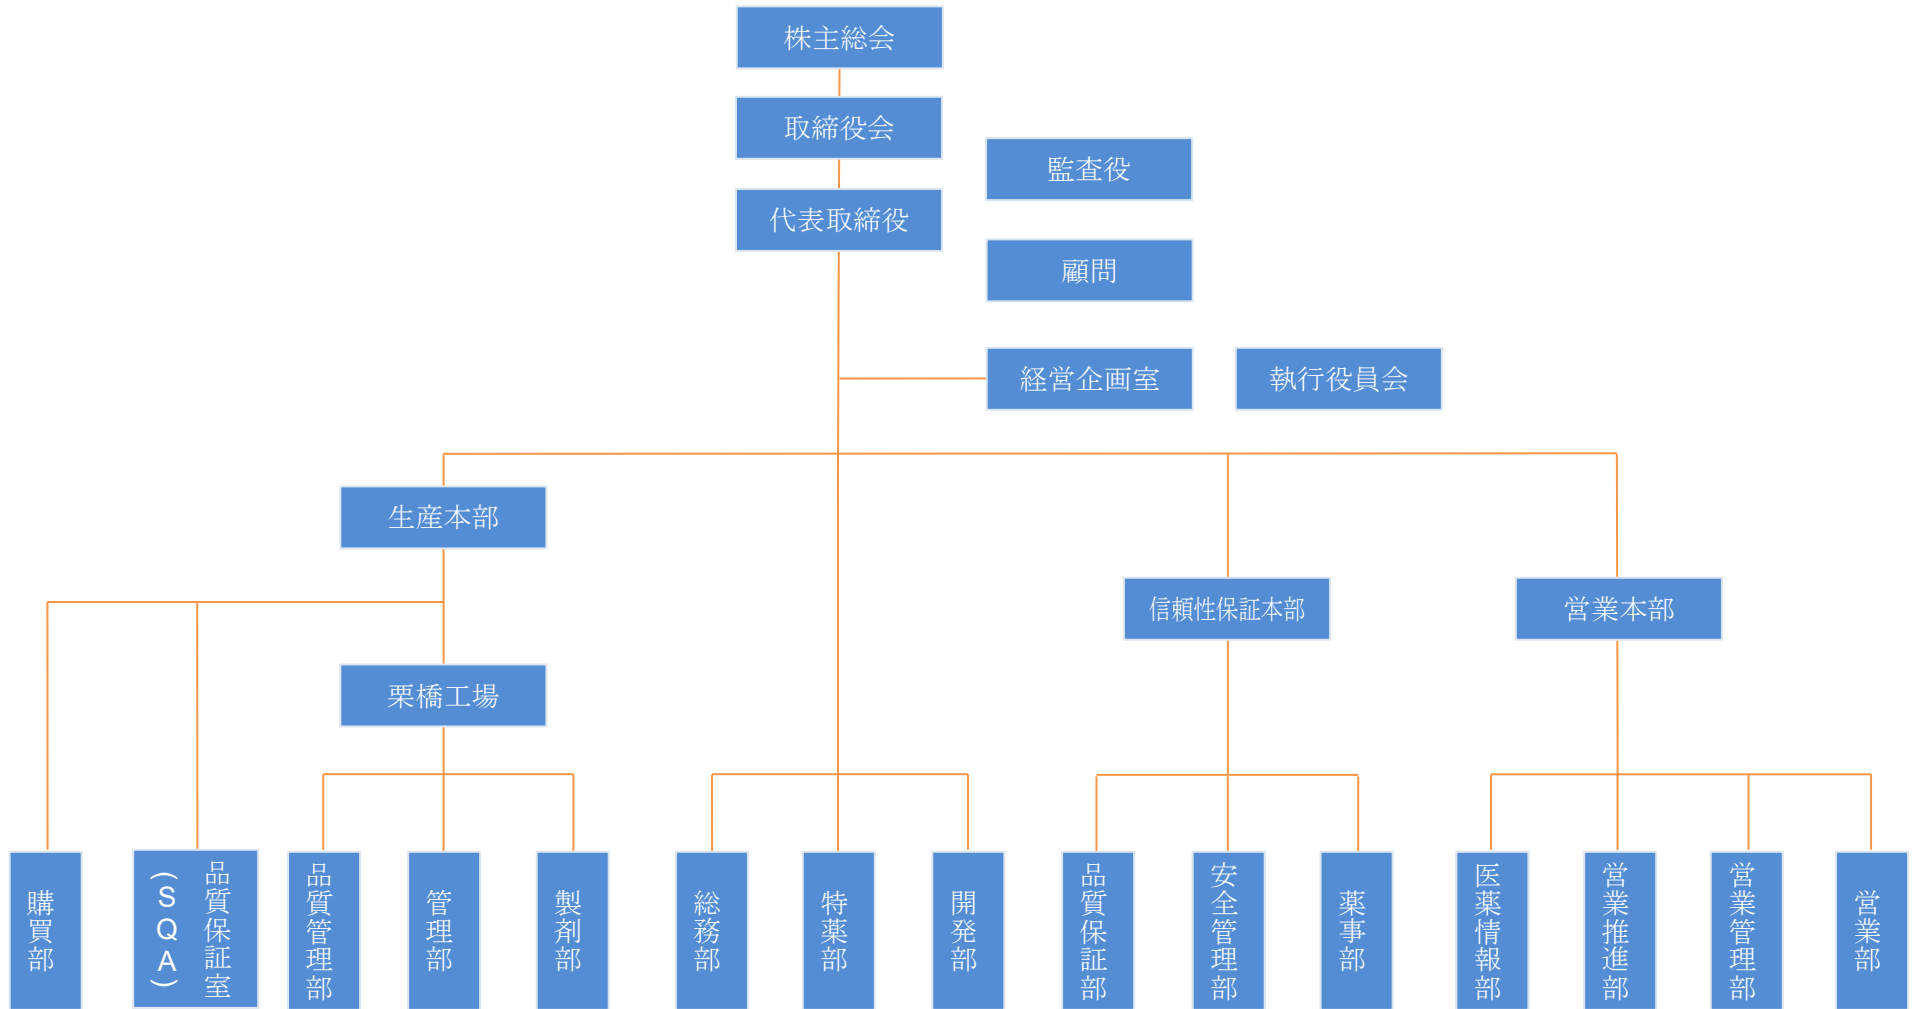 株主総会
取締役会
監査役
代表取締役
顧問
経営企画室
執行役員会
生産本部
信頼性保証本部
営業本部
栗橋工場
購買部
品質保証室
(SQA)
品質管理部
管理部
製剤部
総務部
特薬部
開発部
品質保証部
安全管理部
薬事部
医薬情報部
営業推進部
営業管理部
営業部